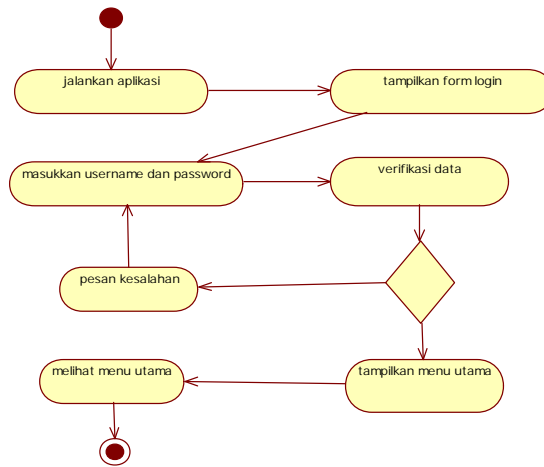 jalankan aplikasi
tampilkan form login
masukkan username dan password
verifikasi data
pesan kesalahan
melihat menu utama
tampilkan menu utama